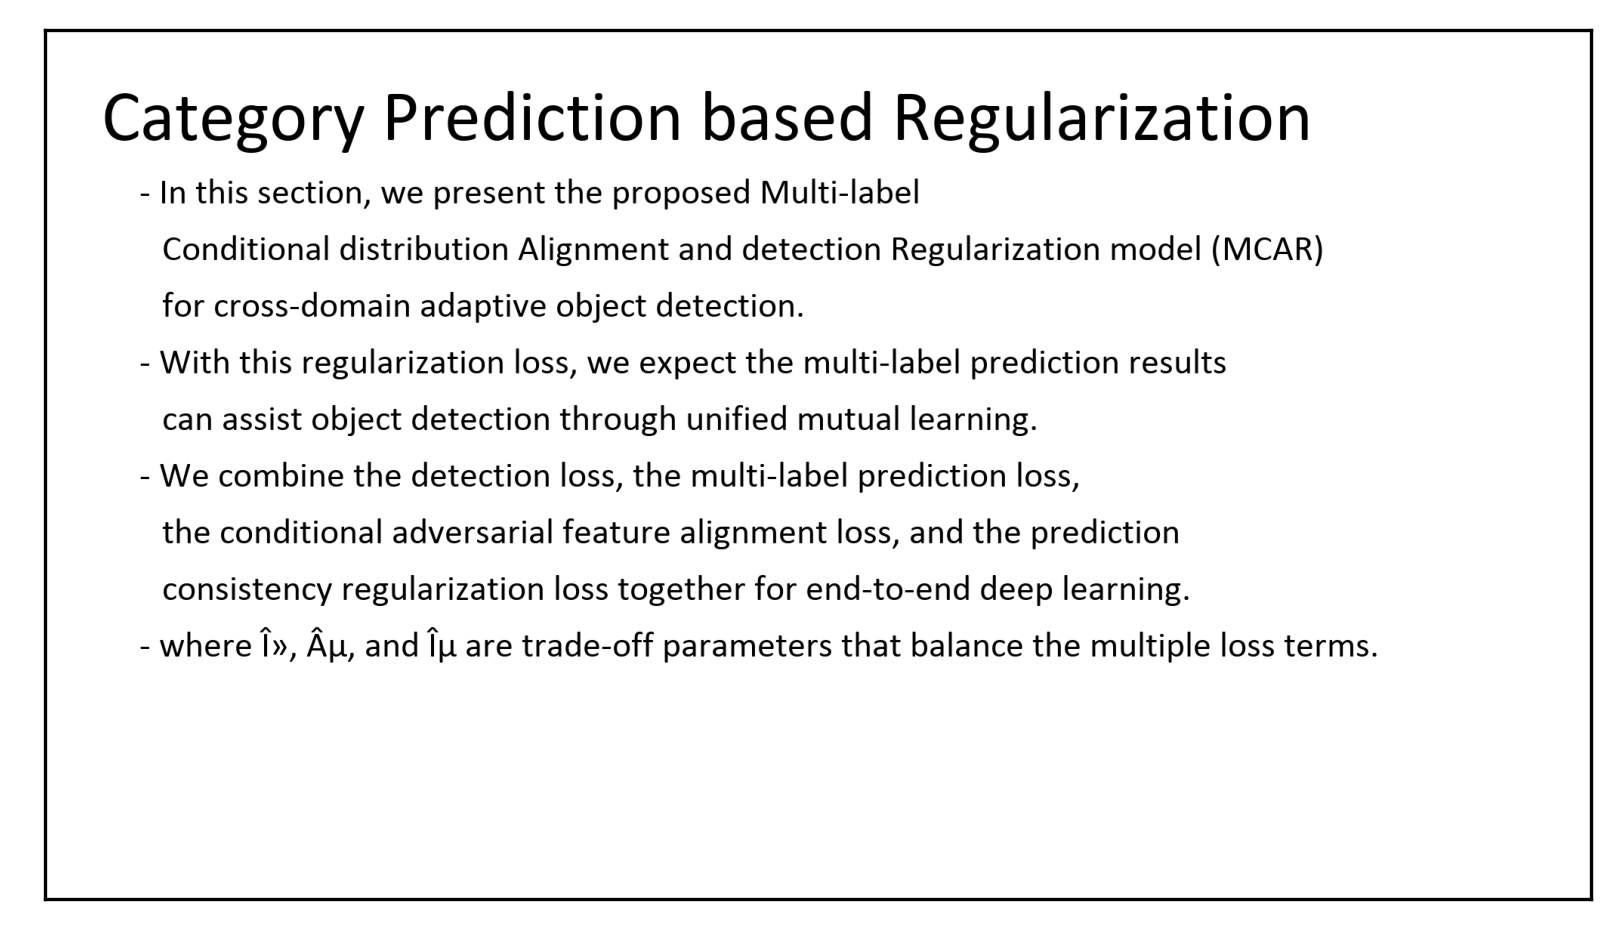 Category Prediction based Regularization
- In this section, we present the proposed Multi-label
Conditional distribution Alignment and detection Regularization model (MCAR)
for cross-domain adaptive object detection.
- With this regularization loss, we expect the multi-label prediction results
can assist object detection through unified mutual learning.
- We combine the detection loss, the multi-label prediction loss,
the conditional adversarial feature alignment loss, and the prediction
consistency regularization loss together for end-to-end deep learning.
- where Î», Âµ, and Îµ are trade-off parameters that balance the multiple loss terms.